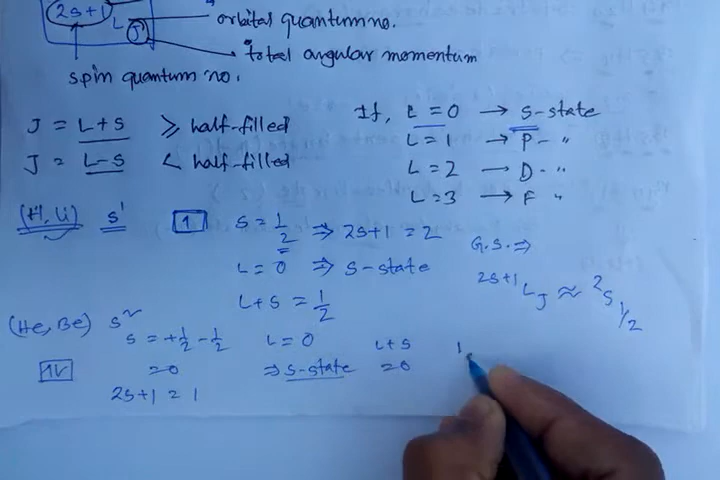 2S+1 L J → orbital quantum no.
→ total angular momentum
spin quantum no.
J = L+S ≥ half-filled
J = L-S < half-filled
If, L = 0 → S-state
L = 1 → P- "
L = 2 → D- "
L = 3 → F "
(H, Li) s¹ 1 S = 1/2 ⇒ 2S+1 = 2
L = 0 ⇒ S-state
L+S = 1/2
G.S. ⇒
2S+1 L J ≈ ²S 1/2
(He, Be) s²
S = +1/2 - 1/2 L = 0 L+S
1V = 0 ⇒ S-state = 0
2S+1 = 1